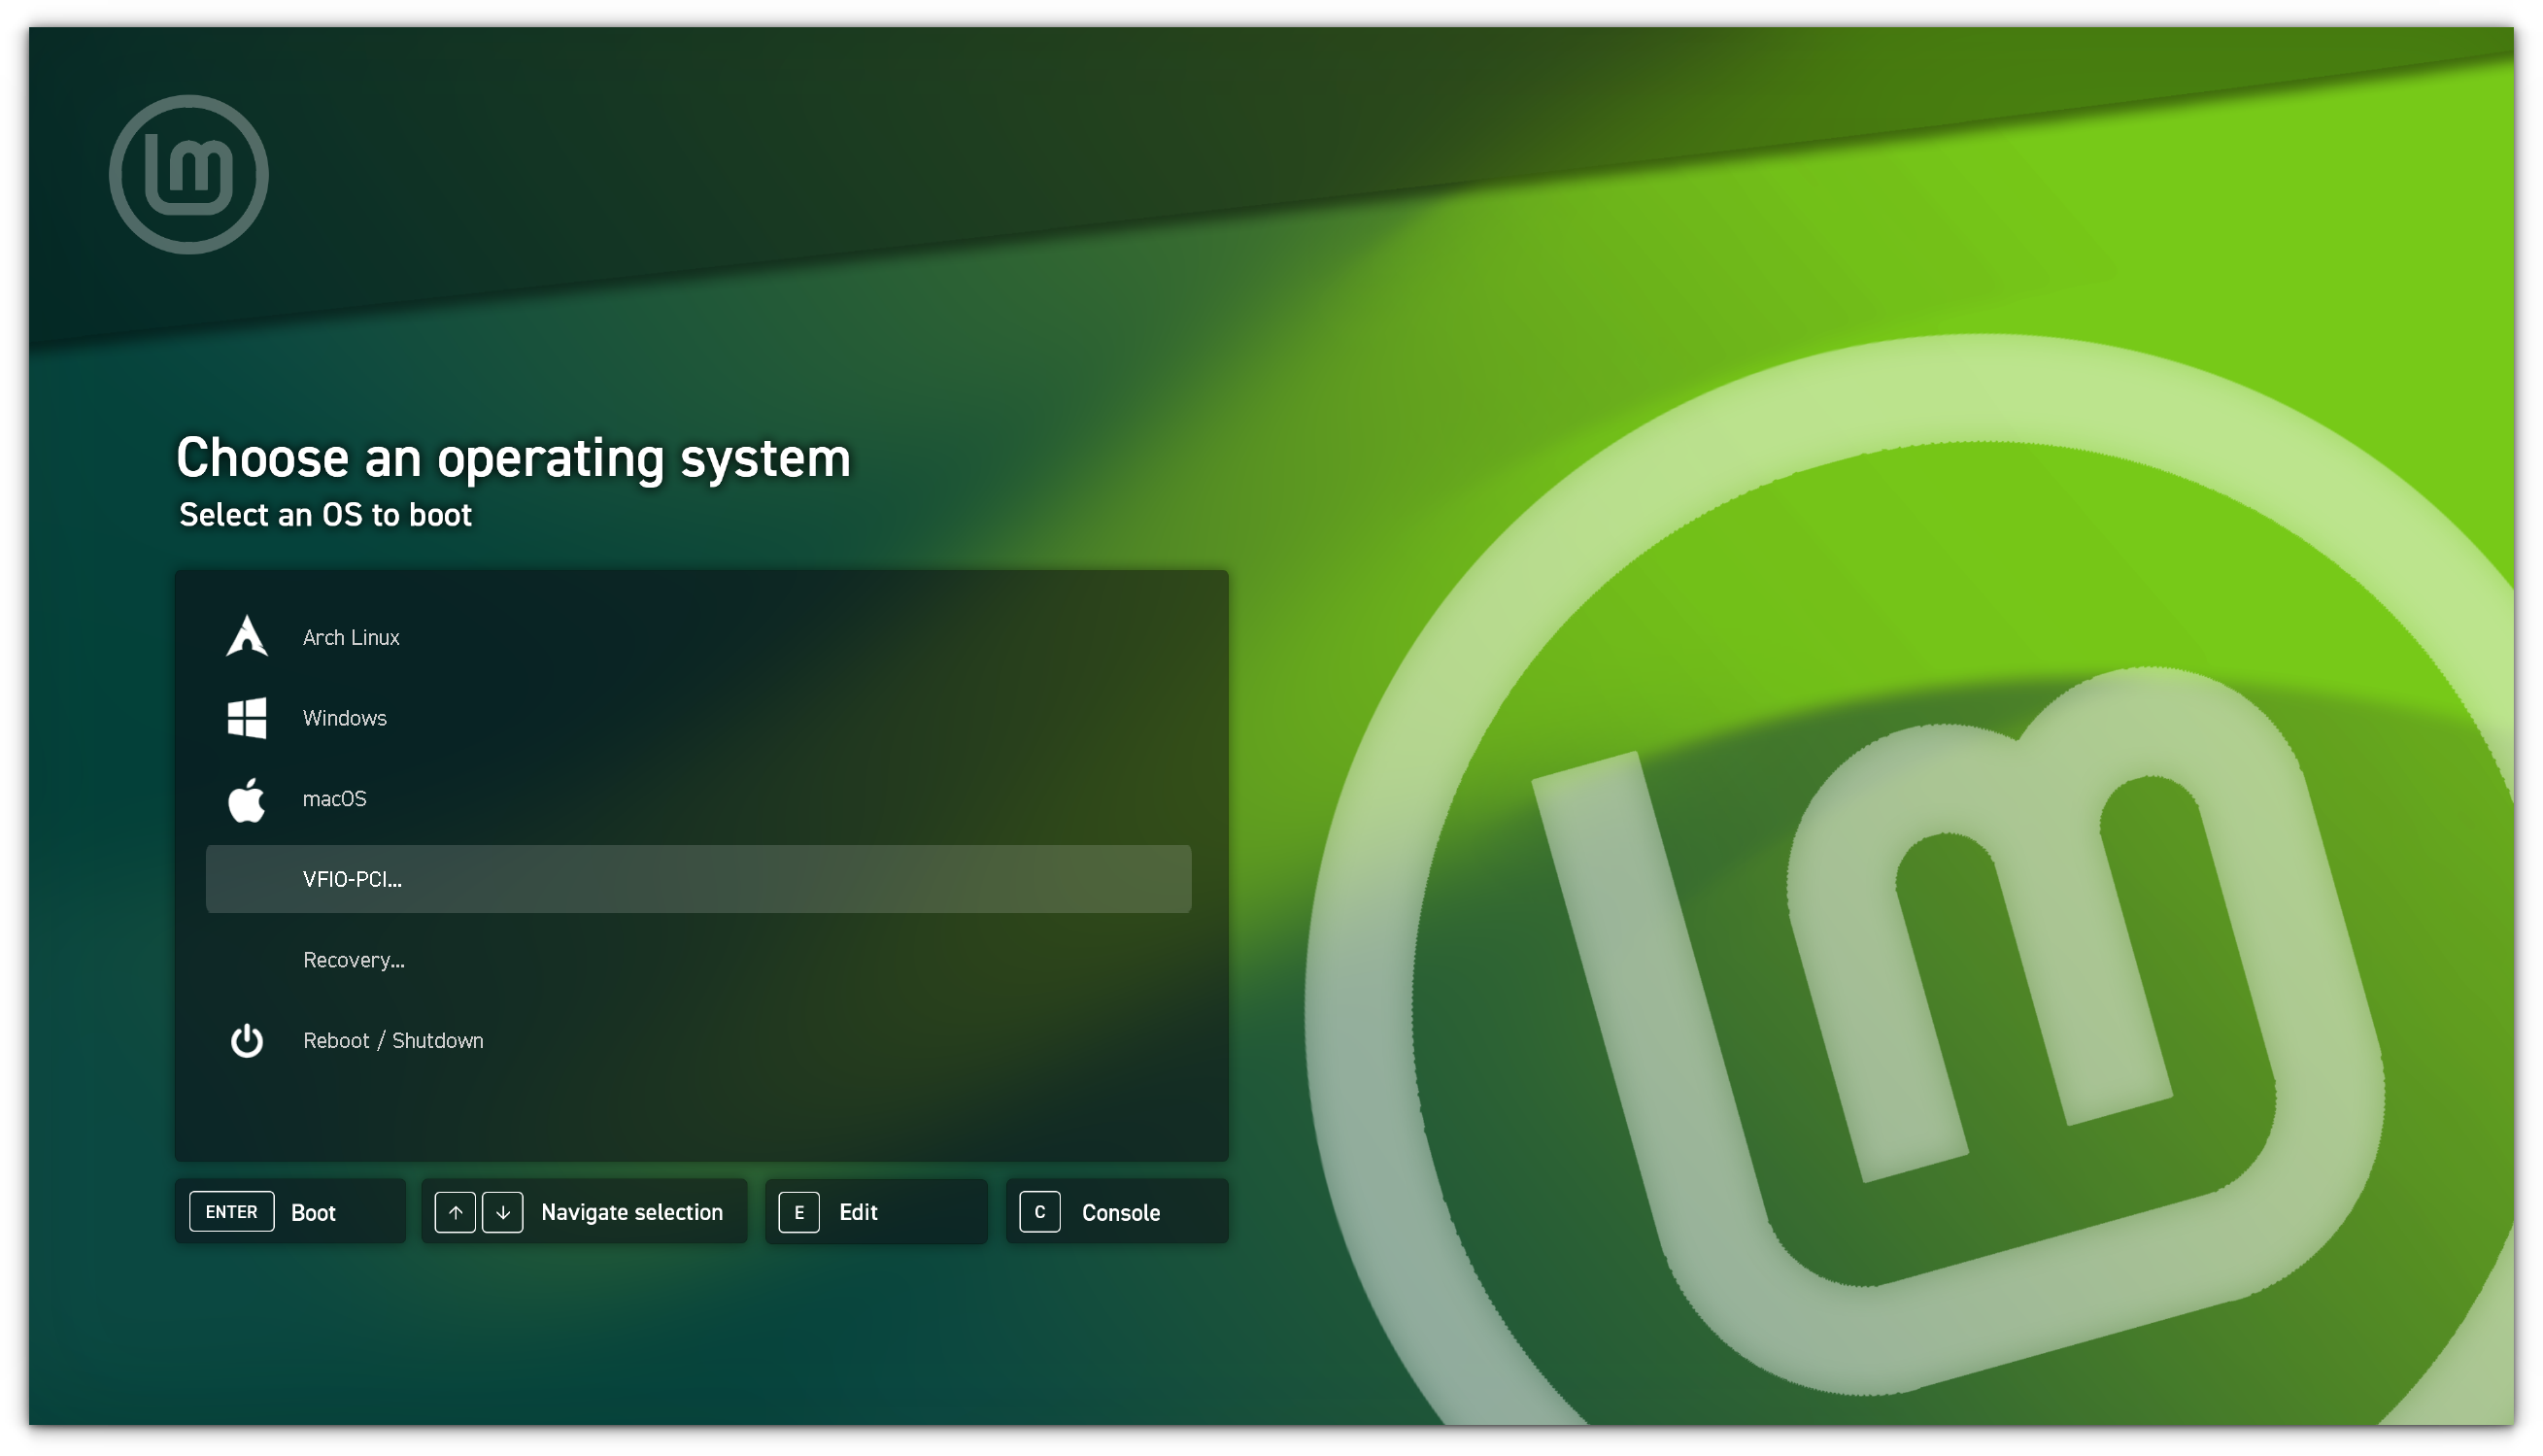 Choose an operating system
Select an OS to boot
Arch Linux
Windows
macOS
VFIO-PCI...
Recovery...
Reboot / Shutdown
ENTER Boot ↑ ↓ Navigate selection E Edit C Console